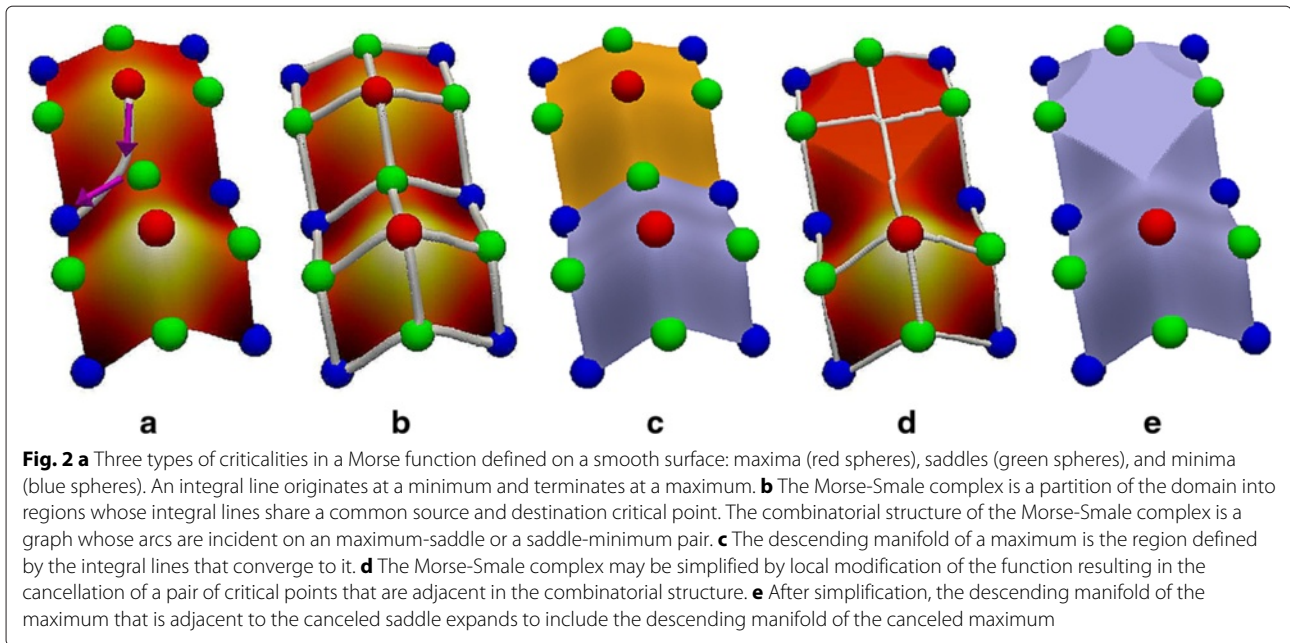 a b c d e
Fig. 2 a Three types of criticalities in a Morse function defined on a smooth surface: maxima (red spheres), saddles (green spheres), and minima
(blue spheres). An integral line originates at a minimum and terminates at a maximum. b The Morse-Smale complex is a partition of the domain into
regions whose integral lines share a common source and destination critical point. The combinatorial structure of the Morse-Smale complex is a
graph whose arcs are incident on an maximum-saddle or a saddle-minimum pair. c The descending manifold of a maximum is the region defined
by the integral lines that converge to it. d The Morse-Smale complex may be simplified by local modification of the function resulting in the
cancellation of a pair of critical points that are adjacent in the combinatorial structure. e After simplification, the descending manifold of the
maximum that is adjacent to the canceled saddle expands to include the descending manifold of the canceled maximum